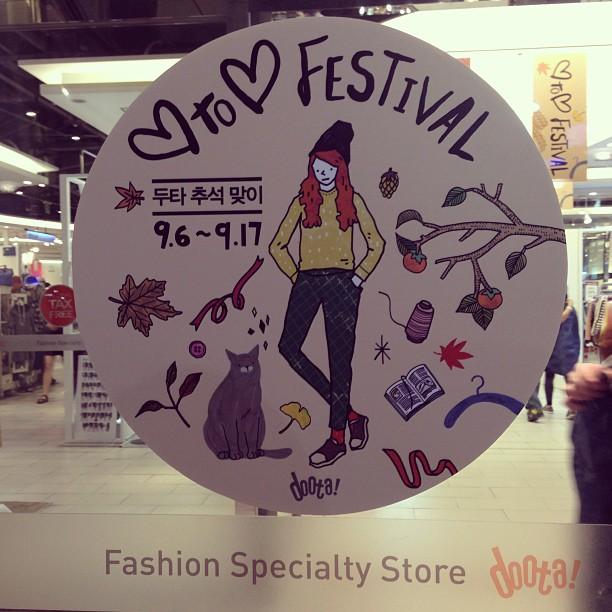 ♡ to ♡ FESTIVAL
두타 추석 맞이
9.6~9.17
TAX
FREE
doota!
Fashion Specialty Store doota!
♡ to ♡
FESTIVAL